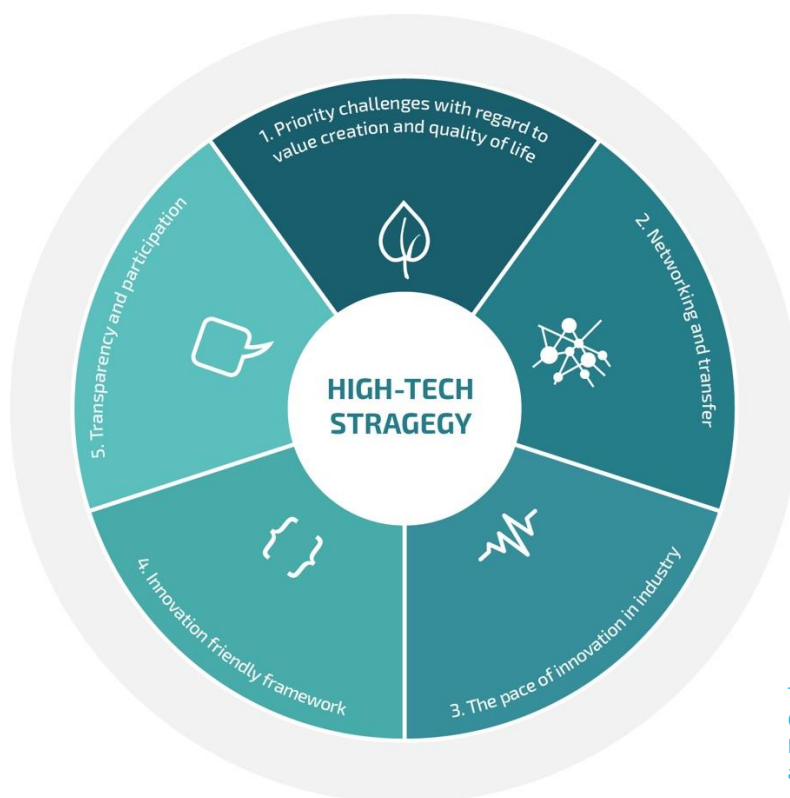 1. Priority challenges with regard to
value creation and quality of life
2. Networking and transfer
3. The pace of innovation in industry
4. Innovation friendly framework
5. Transparency and participation
HIGH-TECH
STRAGEGY